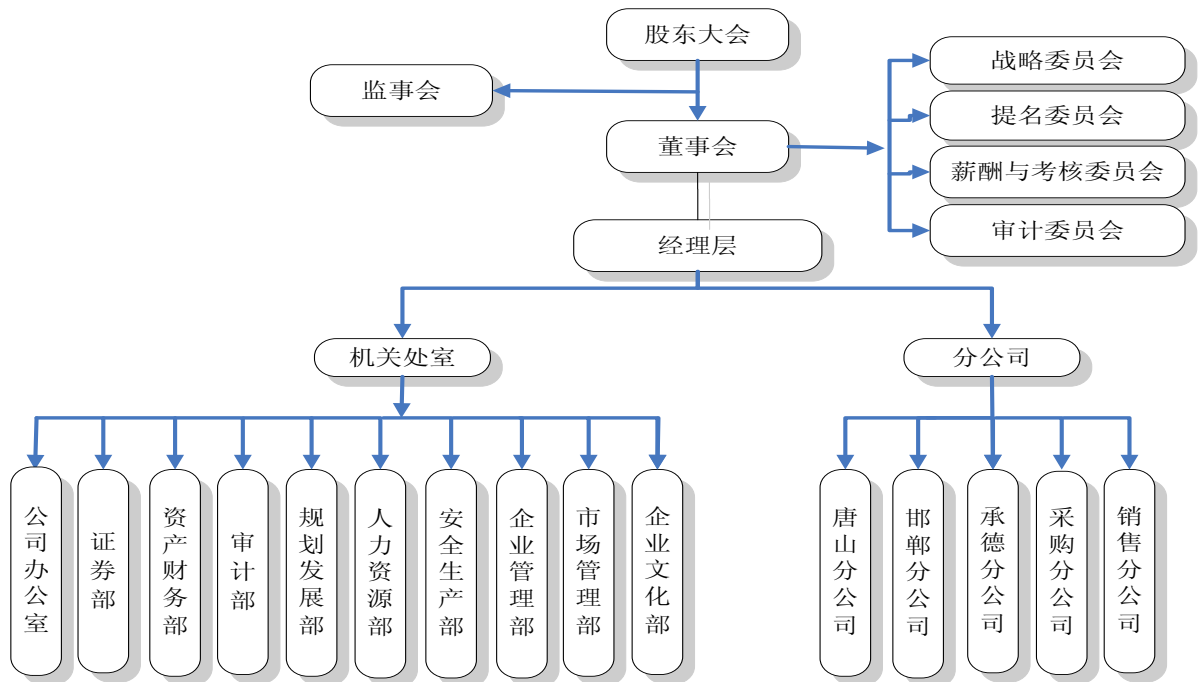 股东大会
战略委员会
监事会
提名委员会
董事会
薪酬与考核委员会
审计委员会
经理层
机关处室
分公司
公司办公室
证券部
资产财务部
审计部
规划发展部
人力资源部
安全生产部
企业管理部
市场管理部
企业文化部
唐山分公司
邯郸分公司
承德分公司
采购分公司
销售分公司